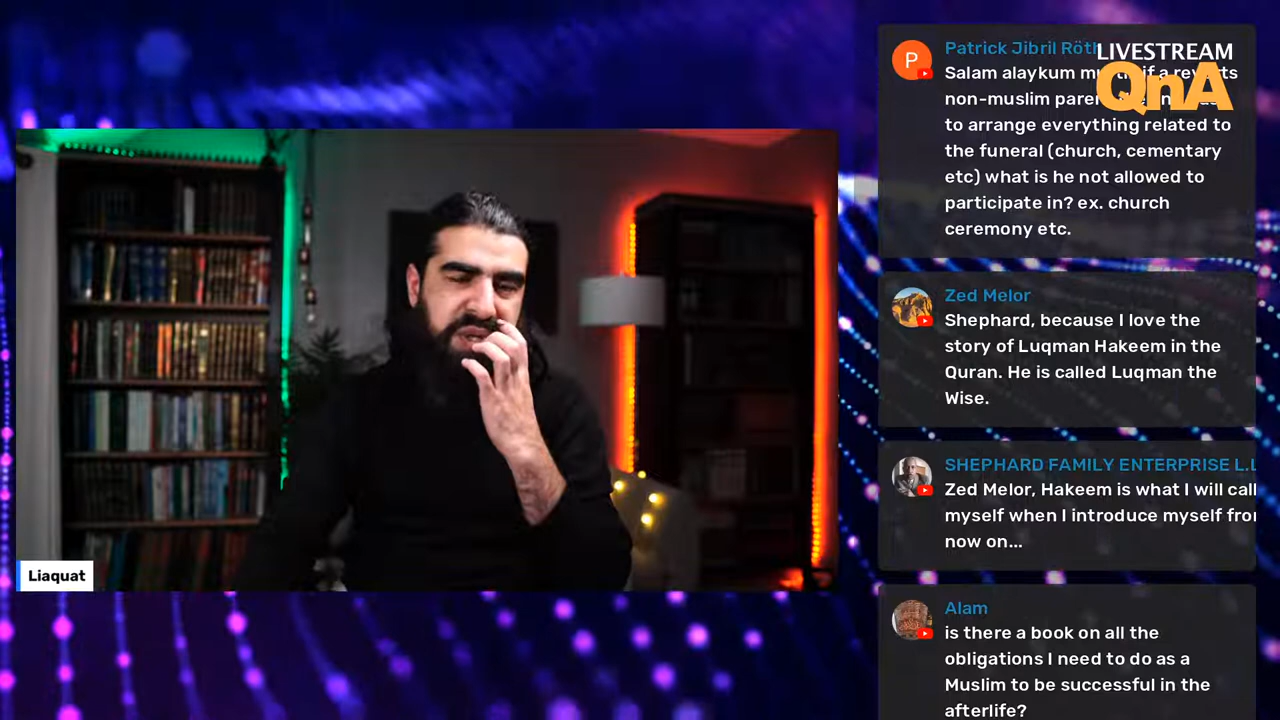 Patrick Jibril Röth
LIVESTREAM
QnA
Salam alaykum if a
non-muslim
to arrange everything related to
the funeral (church, cementary
etc) what is he not allowed to
participate in? ex. church
ceremony etc.
Zed Melor
Shephard, because I love the
story of Luqman Hakeem in the
Quran. He is called Luqman the
Wise.
SHEPHARD FAMILY ENTERPRISE
Zed Melor, Hakeem is what I will call
myself when I introduce myself
now on...
Alam
is there a book on all the
obligations I need to do as a
Muslim to be successful in the
afterlife?
Liaquat
P